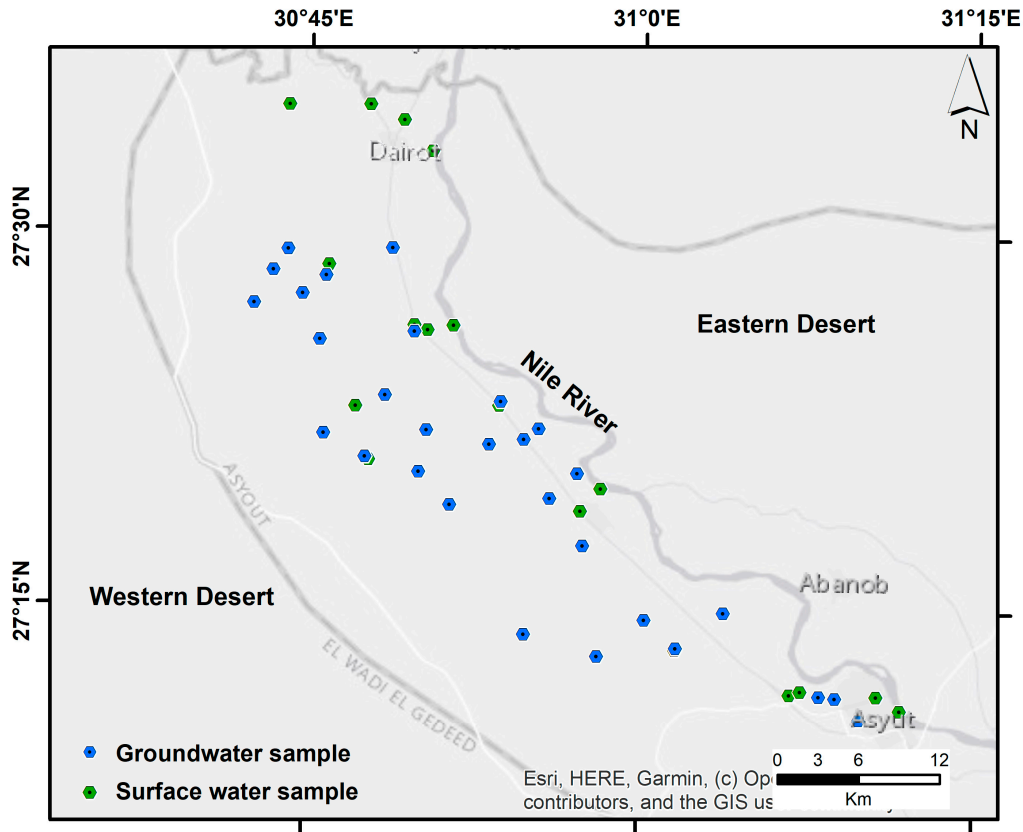 30°45'E
31°0'E
31°15'E
N
Dairot
27°30'N
Eastern Desert
Nile River
ASYOUT
27°15'N
Western Desert
Abanob
EL WADI EL GEDEED
Asyut
Groundwater sample
Surface water sample
0 3 6 12
Km
Esri, HERE, Garmin, (c)
contributors, and the GIS